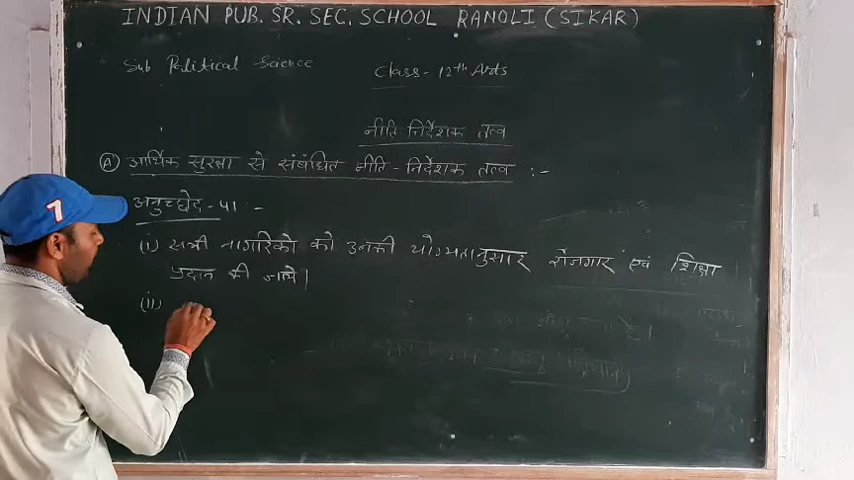 INDIAN PUB. SR. SEC. SCHOOL RANOLI (SIKAR)
Sub Political Science Class - 12th Arts
नीति निर्देशक तत्व
(A) आर्थिक सुरक्षा से संबंधित नीति - निर्देशक तत्व :-
अनुच्छेद - 41 :-
(i) सभी नागरिको को उनकी योग्यतानुसार रोजगार एवं शिक्षा
प्रदान की जाये।
(ii)
7